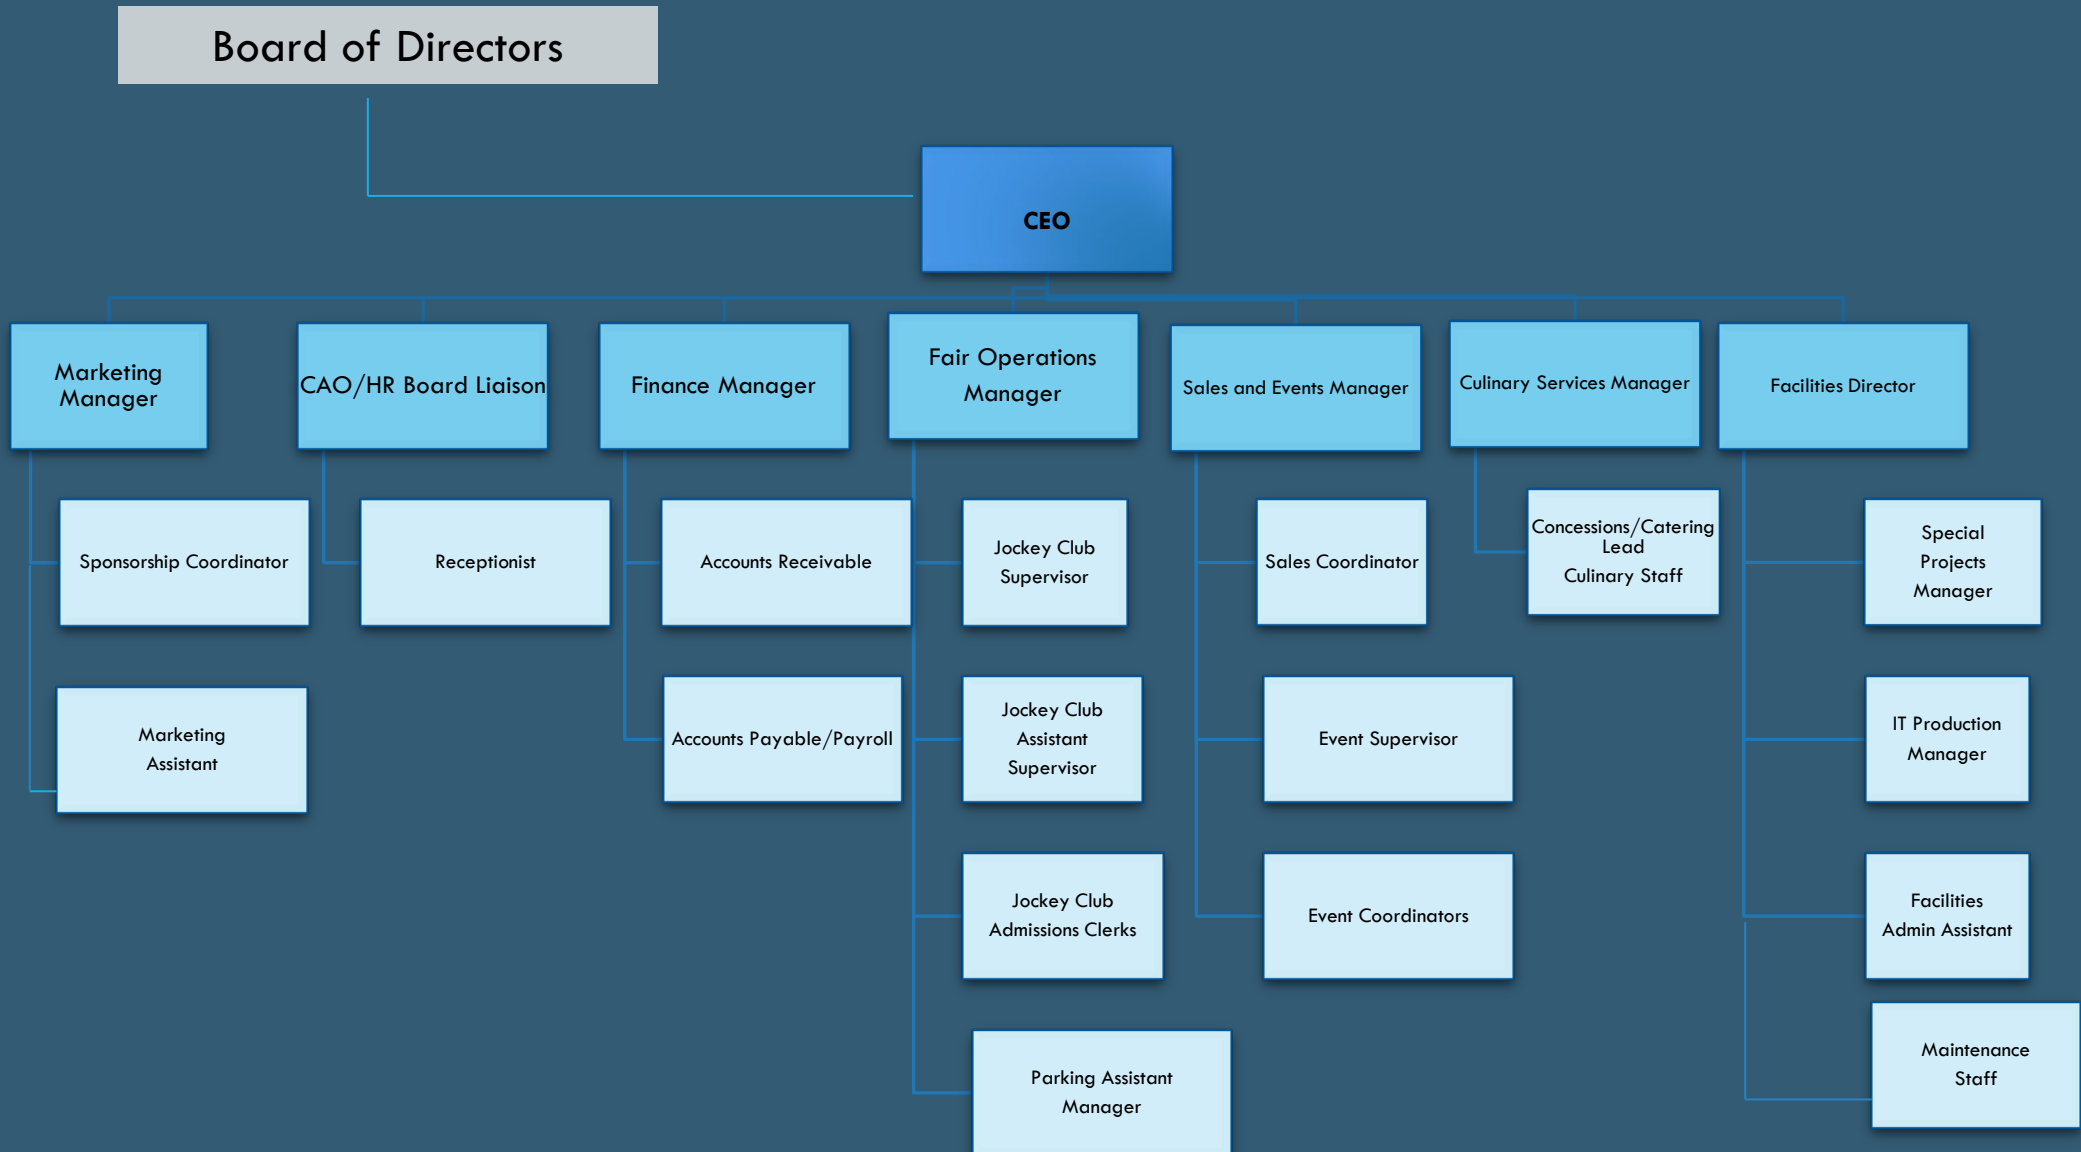 Board of Directors
CEO
Marketing
Manager
CAO/HR Board Liaison
Finance Manager
Fair Operations
Manager
Sales and Events Manager
Culinary Services Manager
Facilities Director
Sponsorship Coordinator
Receptionist
Accounts Receivable
Jockey Club
Supervisor
Sales Coordinator
Concessions/Catering
Lead
Culinary Staff
Special
Projects
Manager
Marketing
Assistant
Accounts Payable/Payroll
Jockey Club
Assistant
Supervisor
Event Supervisor
IT Production
Manager
Jockey Club
Admissions Clerks
Event Coordinators
Facilities
Admin Assistant
Parking Assistant
Manager
Maintenance
Staff